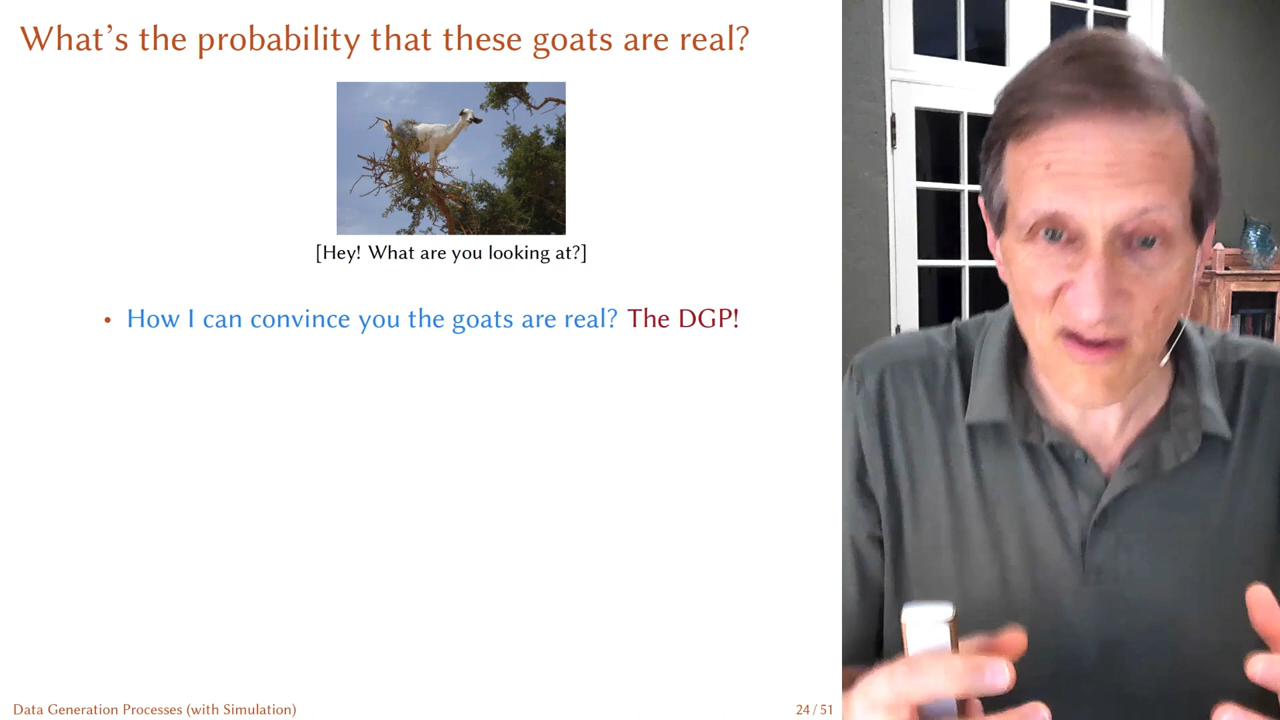 What's the probability that these goats are real?
[Hey! What are you looking at?]
• How I can convince you the goats are real? The DGP!
Data Generation Processes (with Simulation)
24 / 51